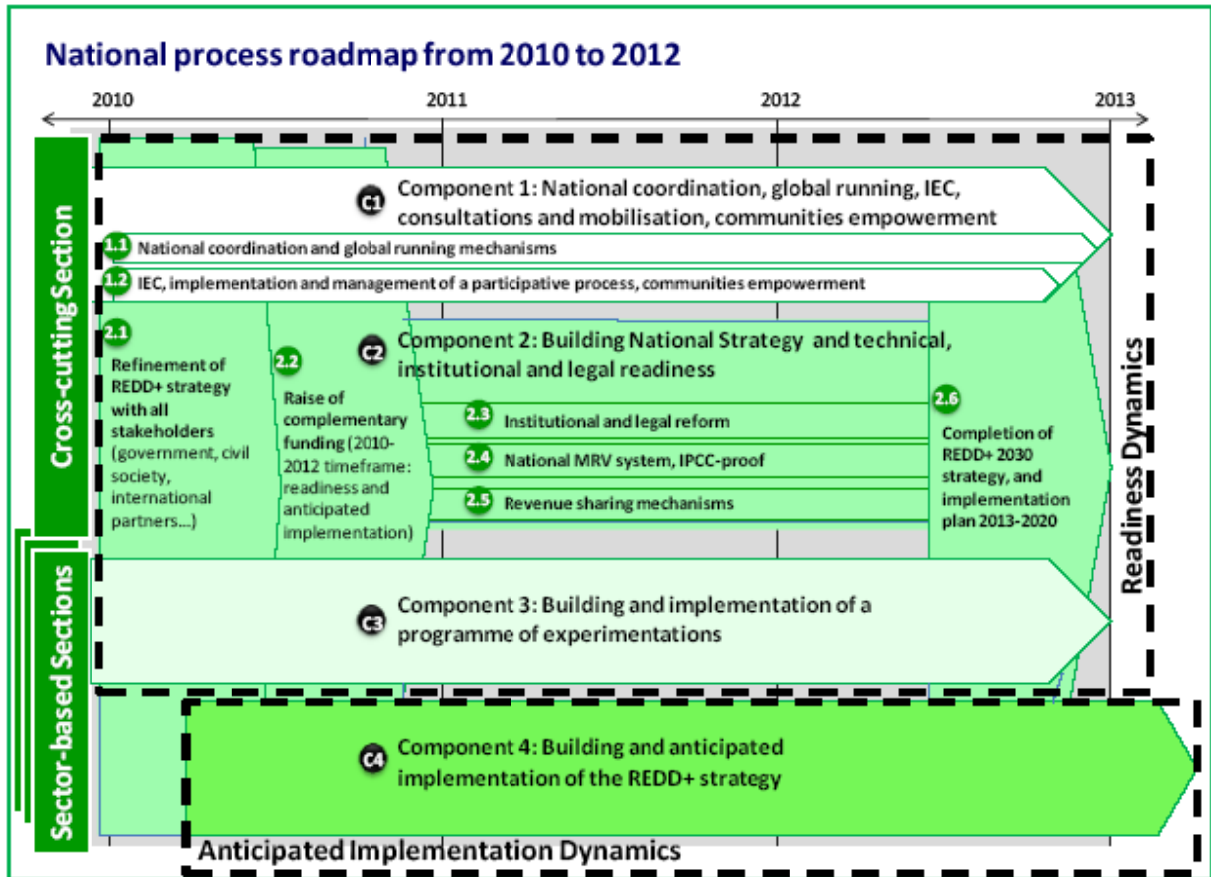 National process roadmap from 2010 to 2012
2010
2011
2012
2013
Cross-cutting Section
C1
Component 1: National coordination, global running, IEC,
consultations and mobilisation, communities empowerment
1.1
National coordination and global running mechanisms
1.2
IEC, implementation and management of a participative process, communities empowerment
2.1
Refinement of
REDD+ strategy
with all
stakeholders
(government, civil
society,
international
partners...)
2.2
Raise of
complementary
funding (2010-
2012 timeframe:
readiness and
anticipated
implementation)
C2
Component 2: Building National Strategy and technical,
institutional and legal readiness
2.3
Institutional and legal reform
2.4
National MRV system, IPCC-proof
2.5
Revenue sharing mechanisms
2.6
Completion of
REDD+ 2030
strategy, and
implementation
plan 2013-2020
Readiness Dynamics
Sector-based Sections
C3
Component 3: Building and implementation of a
programme of experimentations
C4
Component 4: Building and anticipated
implementation of the REDD+ strategy
Anticipated Implementation Dynamics